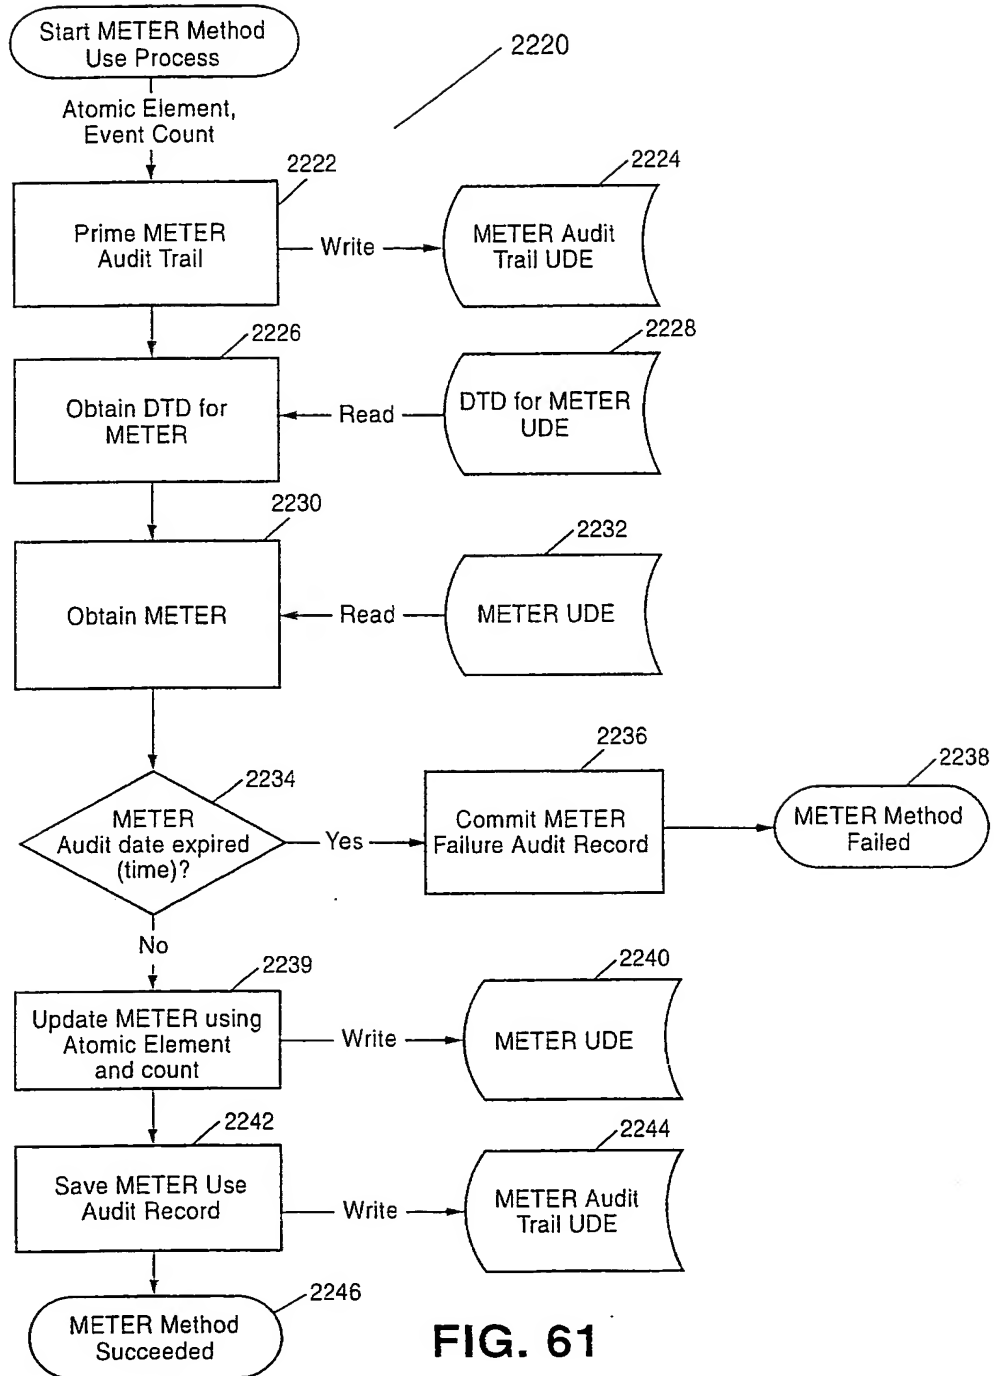 Start METER Method
Use Process
2220
Atomic Element,
Event Count
2222
Prime METER
Audit Trail
Write
2224
METER Audit
Trail UDE
2226
Obtain DTD for
METER
Read
2228
DTD for METER
UDE
2230
Obtain METER
Read
2232
METER UDE
2234
METER
Audit date expired
(time)?
Yes
2236
Commit METER
Failure Audit Record
2238
METER Method
Failed
No
2239
Update METER using
Atomic Element
and count
Write
2240
METER UDE
2242
Save METER Use
Audit Record
Write
2244
METER Audit
Trail UDE
2246
METER Method
Succeeded
FIG. 61